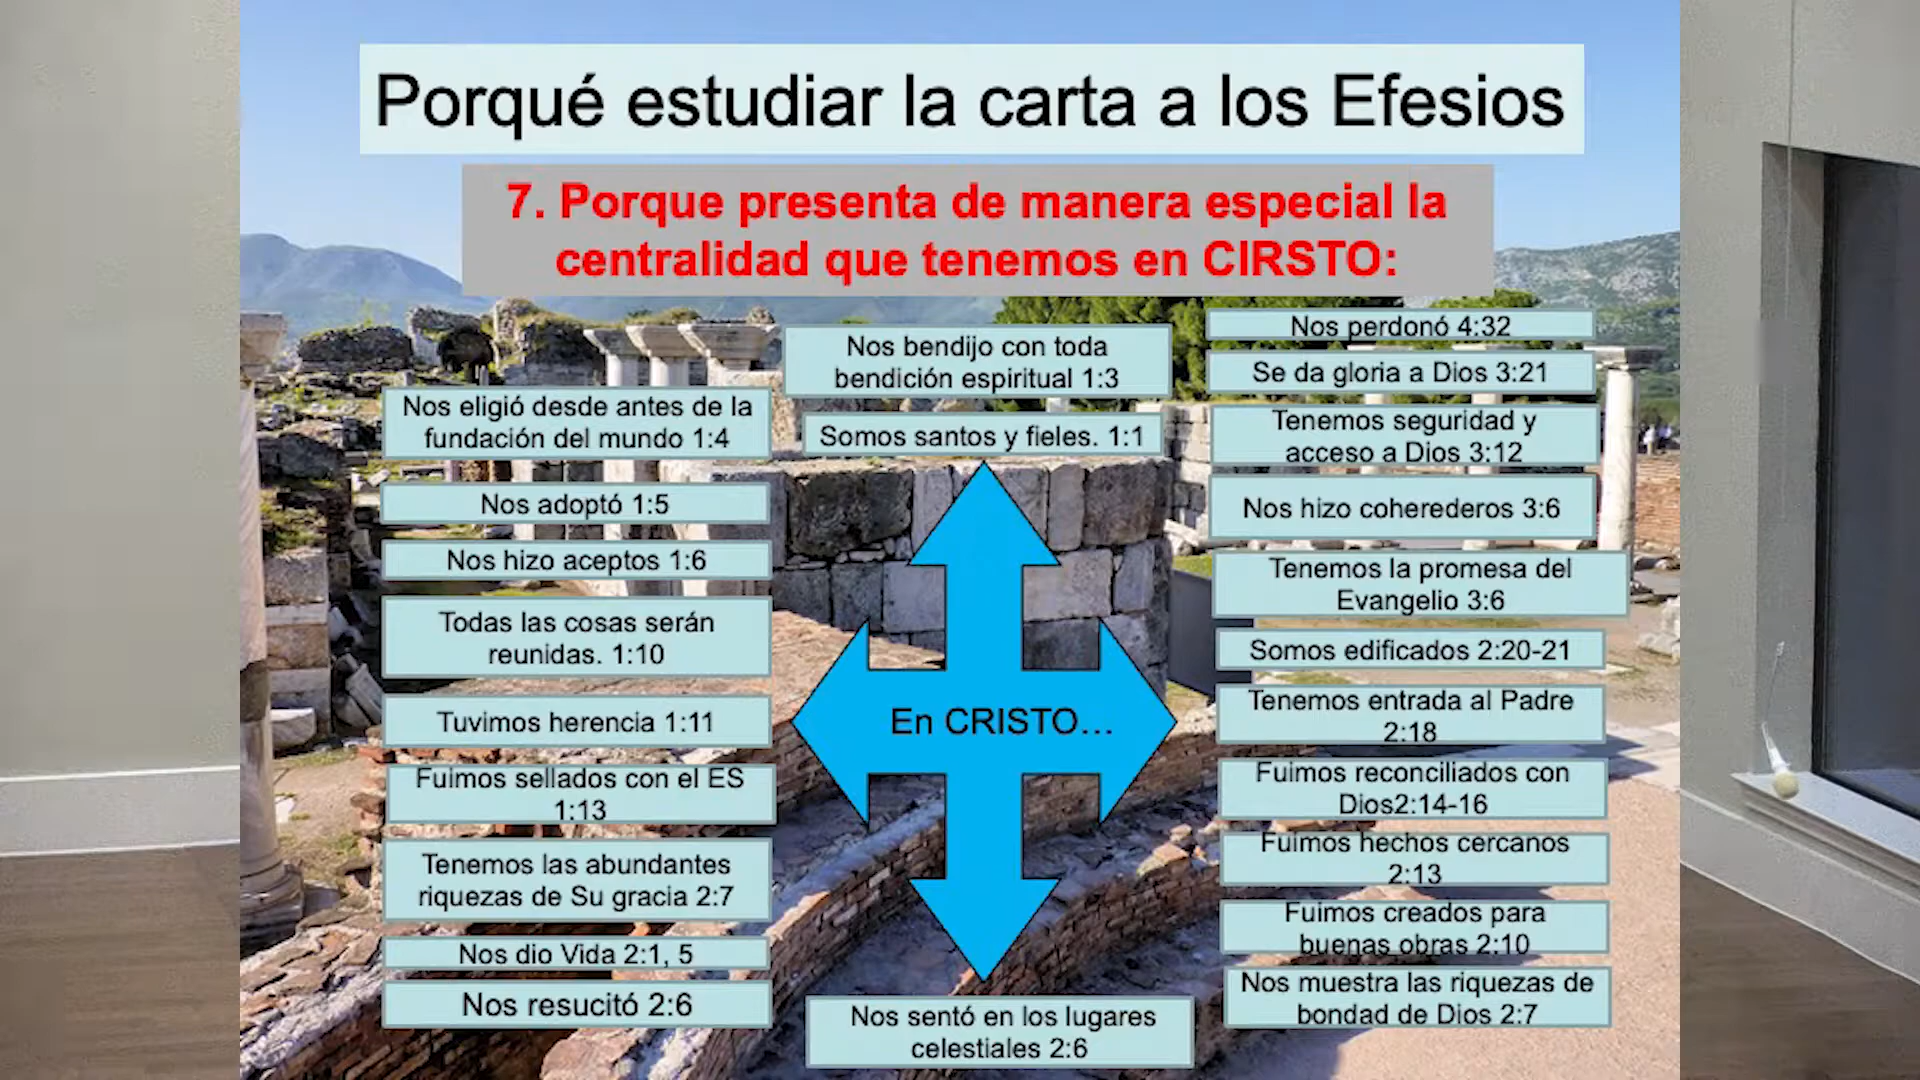 Porqué estudiar la carta a los Efesios
7. Porque presenta de manera especial la
centralidad que tenemos en CIRSTO:
Nos bendijo con toda
bendición espiritual 1:3
Somos santos y fieles. 1:1
Nos eligió desde antes de la
fundación del mundo 1:4
Nos adoptó 1:5
Nos hizo aceptos 1:6
Todas las cosas serán
reunidas. 1:10
Tuvimos herencia 1:11
Fuimos sellados con el ES
1:13
Tenemos las abundantes
riquezas de Su gracia 2:7
Nos dio Vida 2:1, 5
Nos resucitó 2:6
En CRISTO...
Nos sentó en los lugares
celestiales 2:6
Nos perdonó 4:32
Se da gloria a Dios 3:21
Tenemos seguridad y
acceso a Dios 3:12
Nos hizo coherederos 3:6
Tenemos la promesa del
Evangelio 3:6
Somos edificados 2:20-21
Tenemos entrada al Padre
2:18
Fuimos reconciliados con
Dios2:14-16
Fuimos hechos cercanos
2:13
Fuimos creados para
buenas obras 2:10
Nos muestra las riquezas de
bondad de Dios 2:7